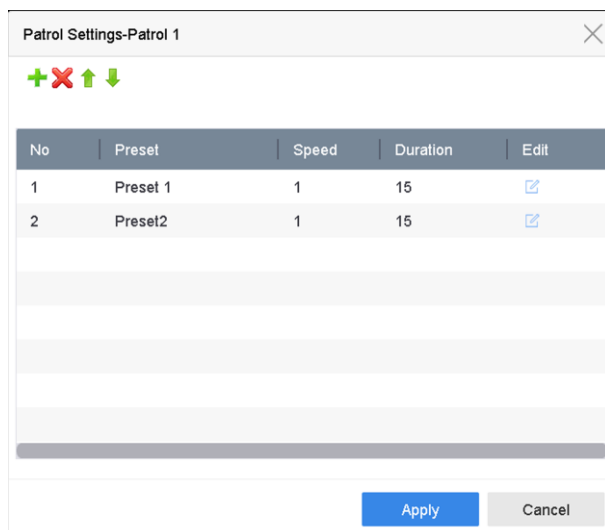 Patrol Settings-Patrol 1
No Preset Speed Duration Edit
1 Preset 1 1 15
2 Preset2 1 15
Apply Cancel